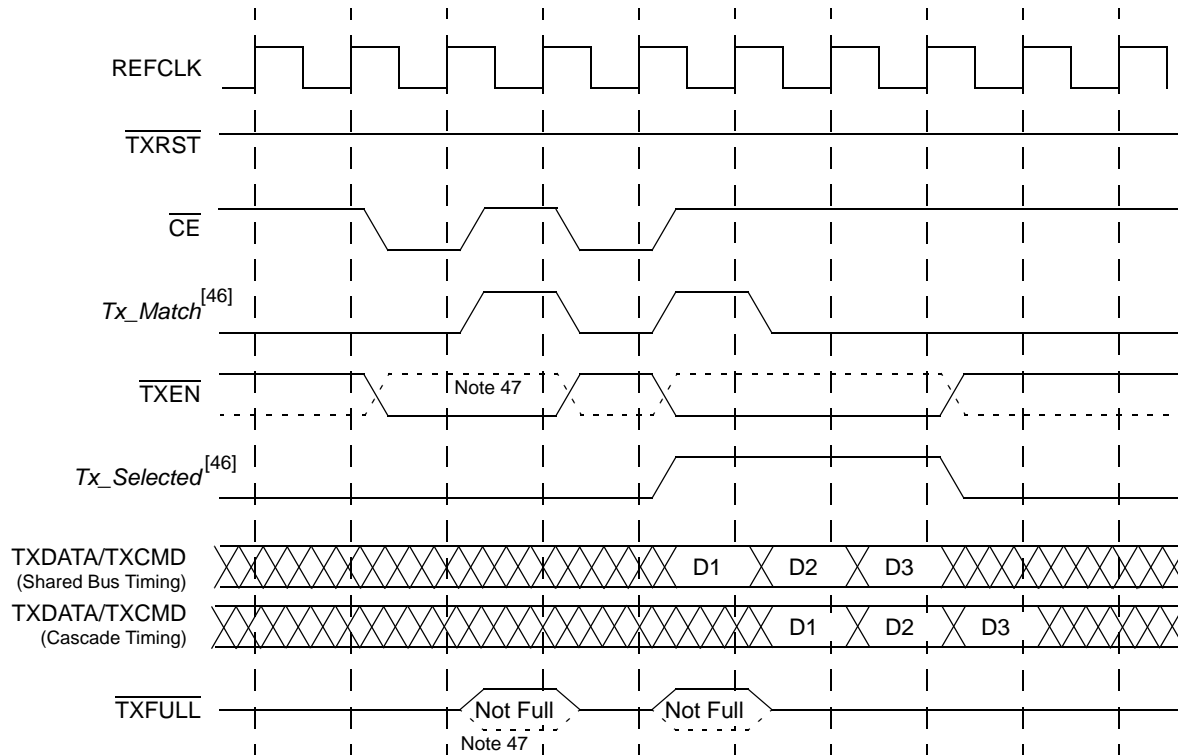 REFCLK
TXRST
CE
Tx_Match[46]
TXEN
Note 47
Tx_Selected[46]
TXDATA/TXCMD
(Shared Bus Timing)
D1 D2 D3
TXDATA/TXCMD
(Cascade Timing)
D1 D2 D3
TXFULL
Not Full Not Full
Note 47